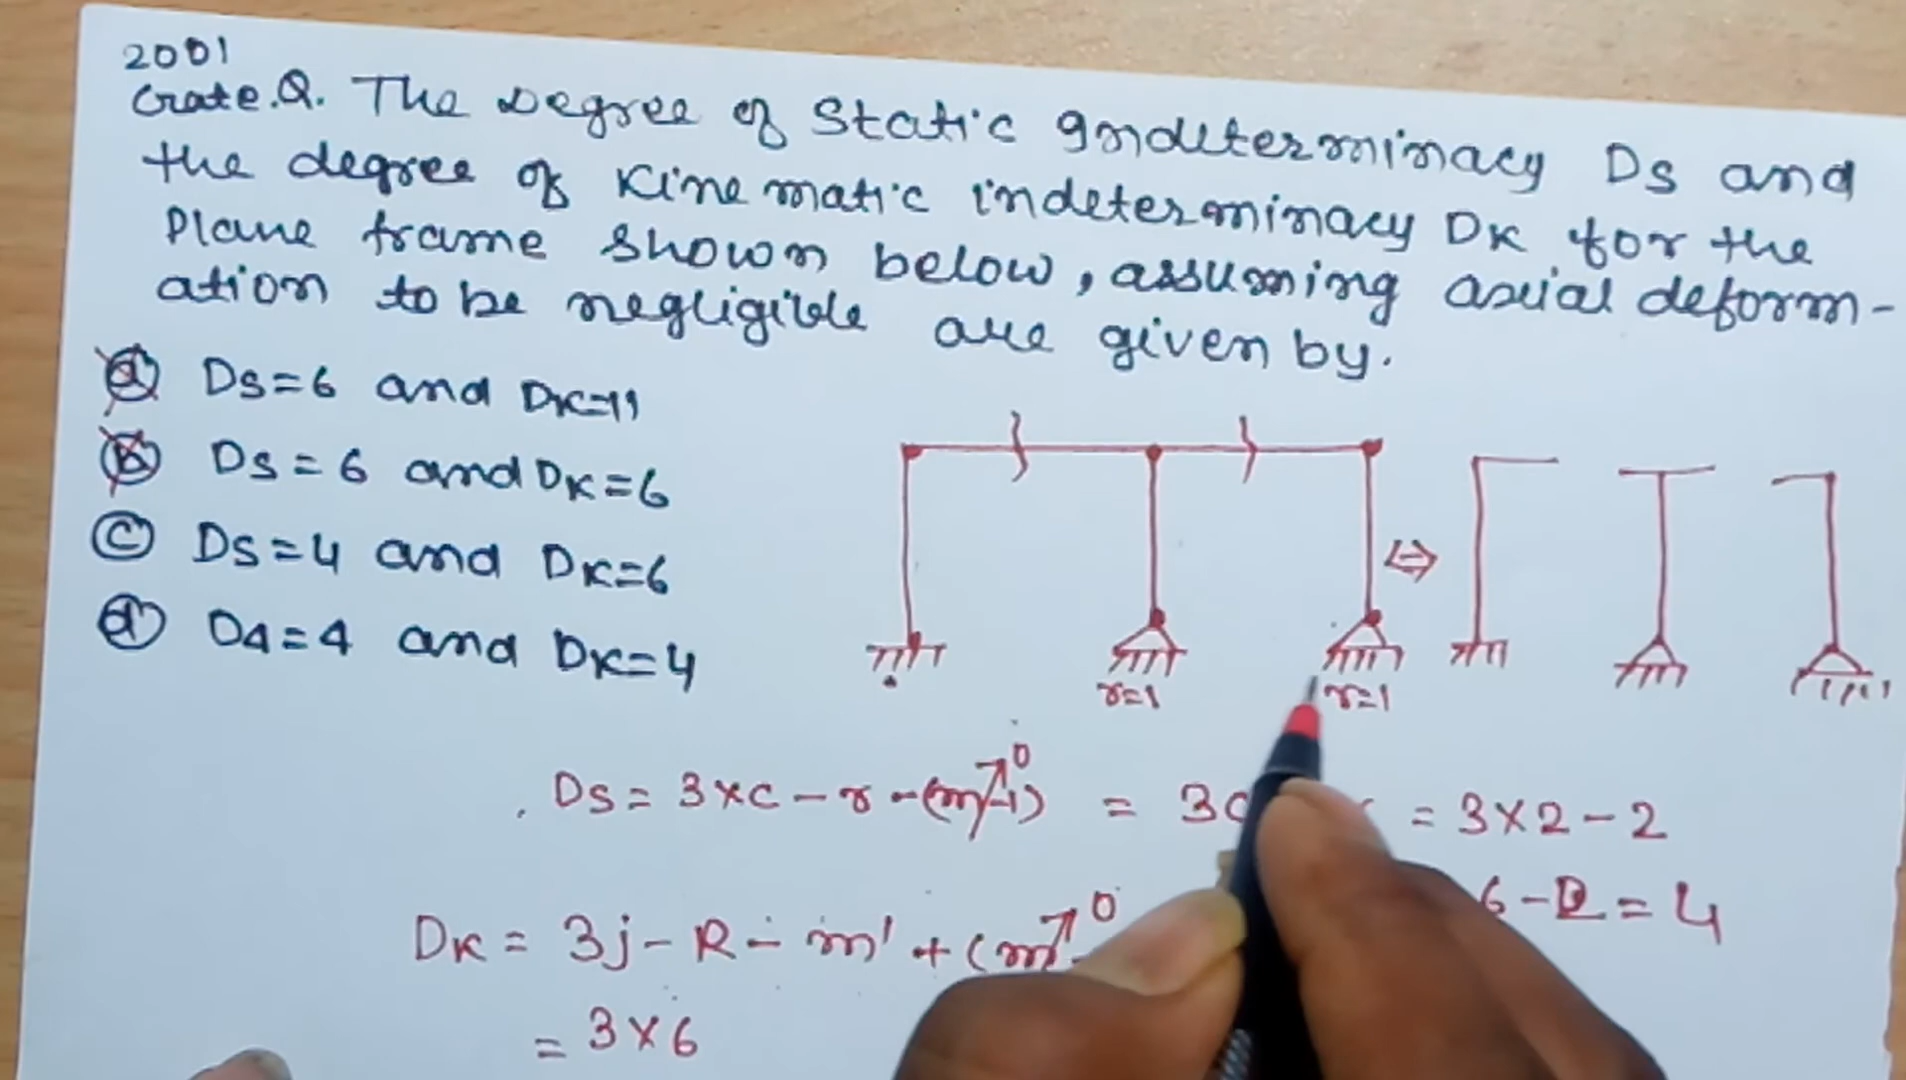 2001
Gate.Q. The Degree of Static Indeterminacy Ds and
the degree of Kinematic indeterminacy DK for the
Plane frame shown below, assuming axial deform-
ation to be negligible are given by.
(a) Ds=6 and DK=11
(b) Ds=6 and DK=6
(c) Ds=4 and DK=6
(d) Ds=4 and DK=4
r=1 r=1
Ds= 3×C-r-(m-1) 0 = 3C = 3×2-2
6-2=4
DK= 3j-R-m'+(m 0
= 3×6